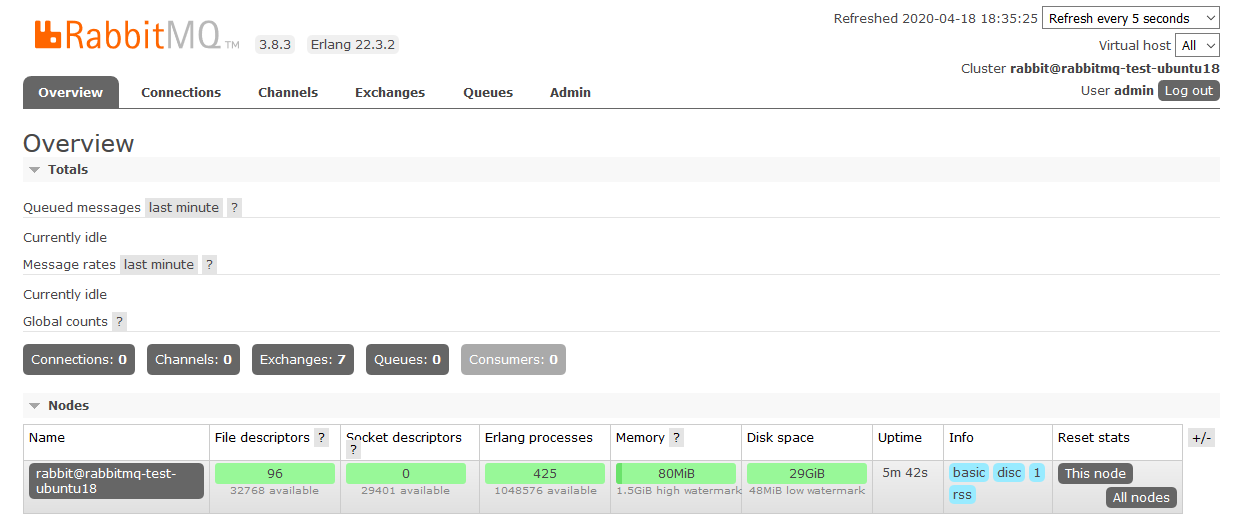 RabbitMQ TM 3.8.3 Erlang 22.3.2
Refreshed 2020-04-18 18:35:25 Refresh every 5 seconds
Virtual host All
Cluster rabbit@rabbitmq-test-ubuntu18
User admin Log out
Overview Connections Channels Exchanges Queues Admin
Overview
Totals
Queued messages last minute ?
Currently idle
Message rates last minute ?
Currently idle
Global counts ?
Connections: 0 Channels: 0 Exchanges: 7 Queues: 0 Consumers: 0
Nodes
Name File descriptors ? Socket descriptors ? Erlang processes Memory ? Disk space Uptime Info Reset stats +/-
rabbit@rabbitmq-test-ubuntu18 96 0 425 80MiB 29GiB 5m 42s basic disc 1 This node
32768 available 29401 available 1048576 available 1.5GiB high watermark 48MiB low watermark rss All nodes